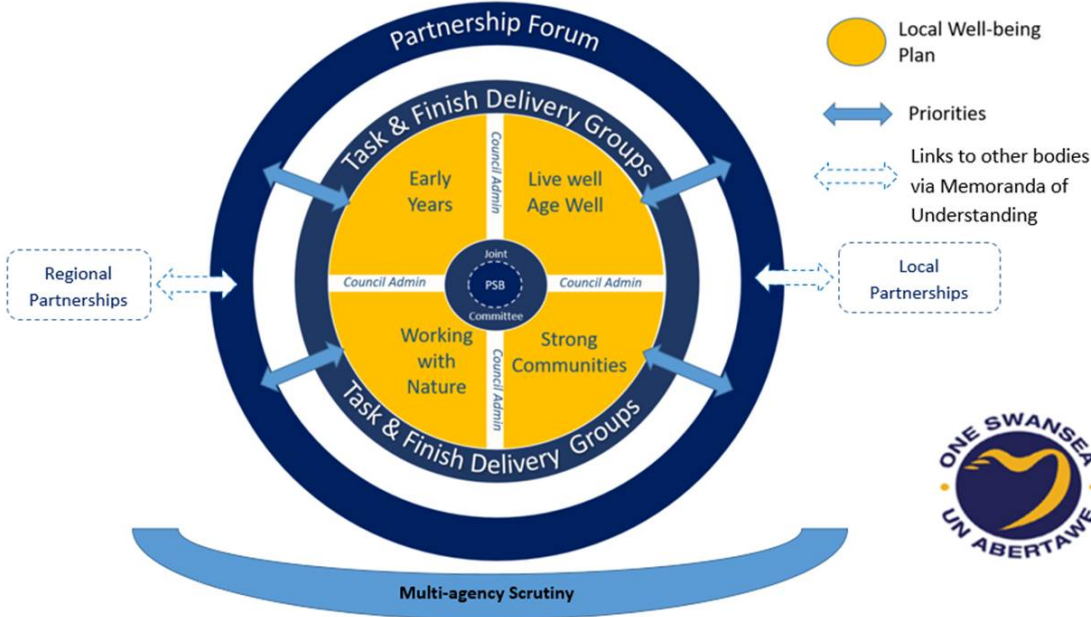 Partnership Forum
Task & Finish Delivery Groups
Council Admin
Early
Years
Live well
Age Well
Council Admin
Joint
PSB
Committee
Council Admin
Working
with
Nature
Strong
Communities
Council Admin
Task & Finish Delivery Groups
Regional
Partnerships
Local
Partnerships
Local Well-being
Plan
Priorities
Links to other bodies
via Memoranda of
Understanding
ONE SWANSEA
UN ABERTAWE
Multi-agency Scrutiny